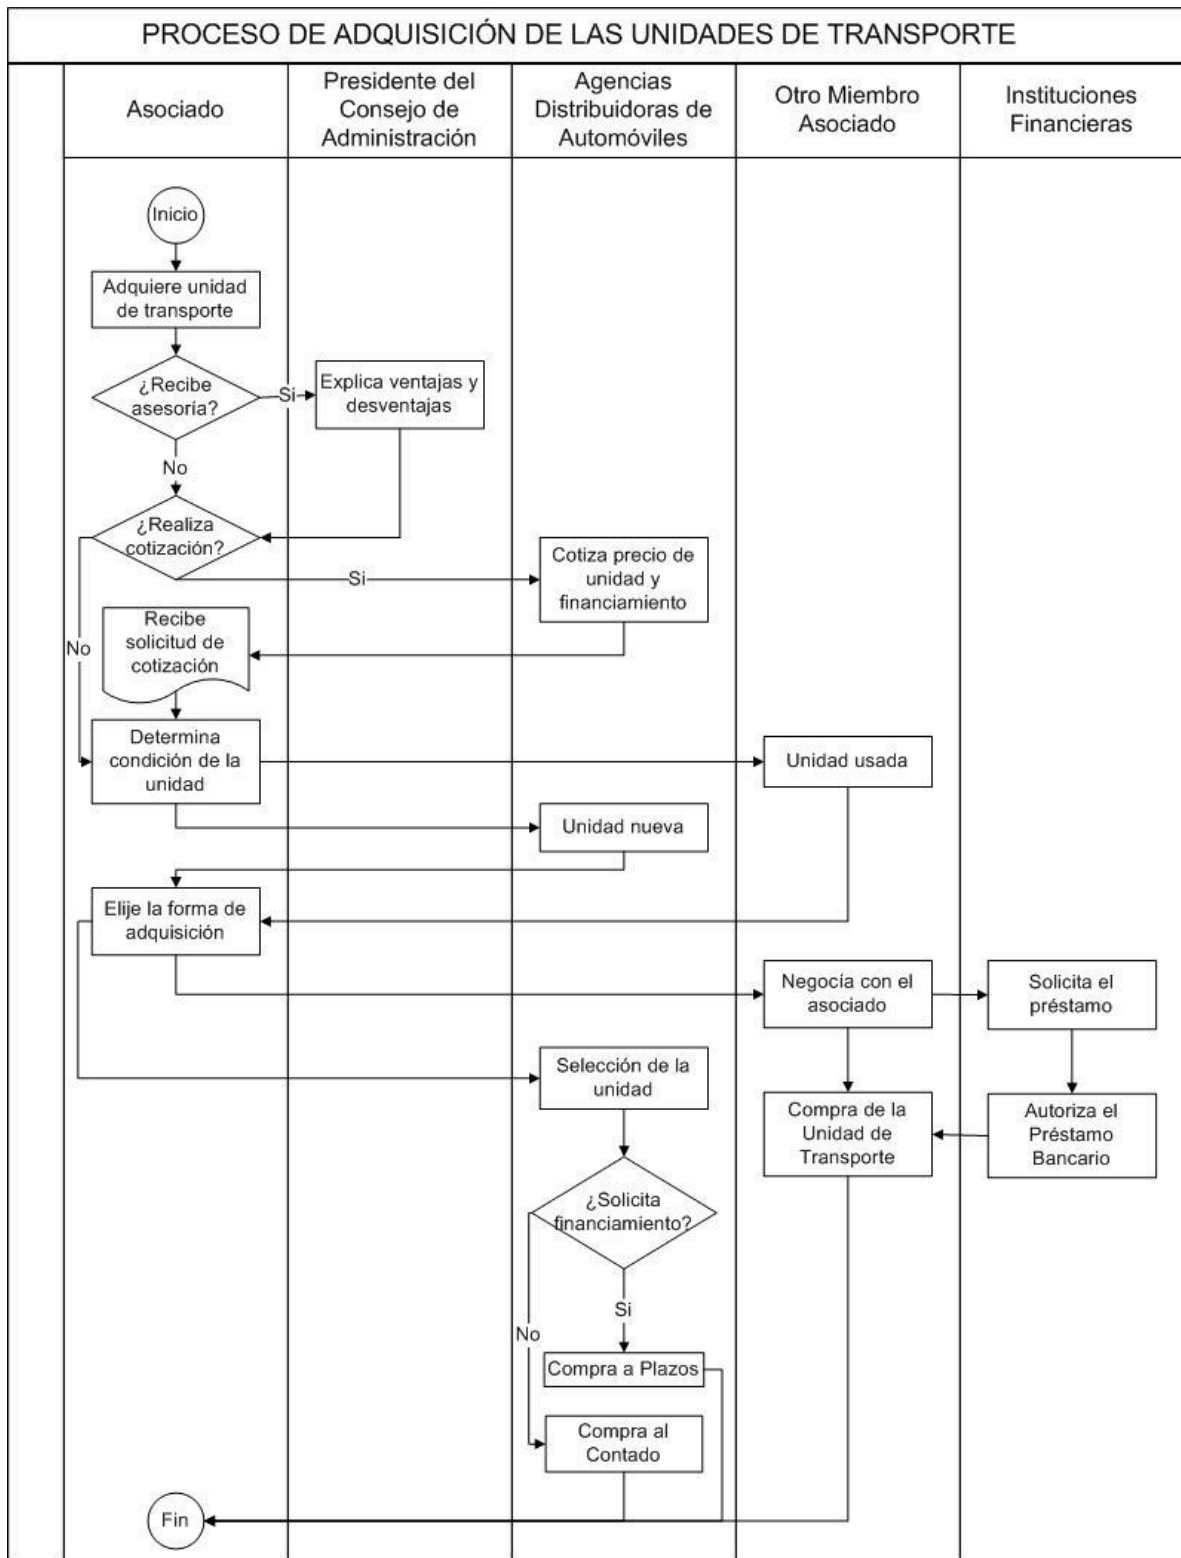 PROCESO DE ADQUISICIÓN DE LAS UNIDADES DE TRANSPORTE
Asociado
Presidente del
Consejo de
Administración
Agencias
Distribuidoras de
Automóviles
Otro Miembro
Asociado
Instituciones
Financieras
Inicio
Adquiere unidad
de transporte
¿Recibe
asesoría?
Si
Explica ventajas y
desventajas
No
¿Realiza
cotización?
Si
Cotiza precio de
unidad y
financiamiento
No
Recibe
solicitud de
cotización
Determina
condición de la
unidad
Unidad usada
Unidad nueva
Elije la forma de
adquisición
Negocía con el
asociado
Solicita el
préstamo
Selección de la
unidad
Compra de la
Unidad de
Transporte
Autoriza el
Préstamo
Bancario
¿Solicita
financiamiento?
Si
No
Compra a Plazos
Compra al
Contado
Fin